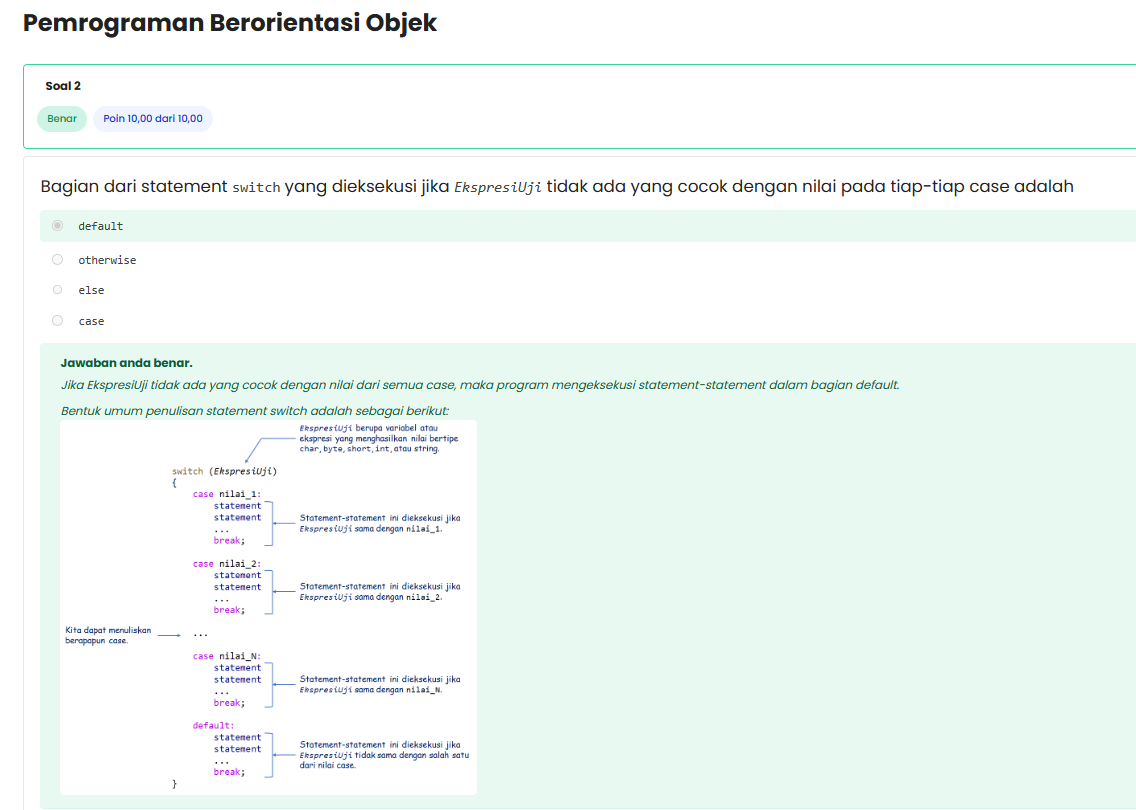 Pemrograman Berorientasi Objek
Soal 2
Benar
Poin 10,00 dari 10,00
Bagian dari statement switch yang dieksekusi jika EkspresiUji tidak ada yang cocok dengan nilai pada tiap-tiap case adalah
default
otherwise
else
case
Jawaban anda benar.
Jika EkspresiUji tidak ada yang cocok dengan nilai dari semua case, maka program mengeksekusi statement-statement dalam bagian default.
Bentuk umum penulisan statement switch adalah sebagai berikut:
EkspresiUji berupa variabel atau
ekspresi yang menghasilkan nilai bertipe
char, byte, short, int, atau string.
switch (EkspresiUji)
{
case nilai_1:
statement
statement
...
break;
Statement-statement ini dieksekusi jika
EkspresiUji sama dengan nilai_1.
case nilai_2:
statement
statement
...
break;
Statement-statement ini dieksekusi jika
EkspresiUji sama dengan nilai_2.
Kita dapat menuliskan
berapapun case.
...
case nilai_N:
statement
statement
...
break;
Statement-statement ini dieksekusi jika
EkspresiUji sama dengan nilai_N.
default:
statement
statement
...
break;
Statement-statement ini dieksekusi jika
EkspresiUji tidak sama dengan salah satu
dari nilai case.
}